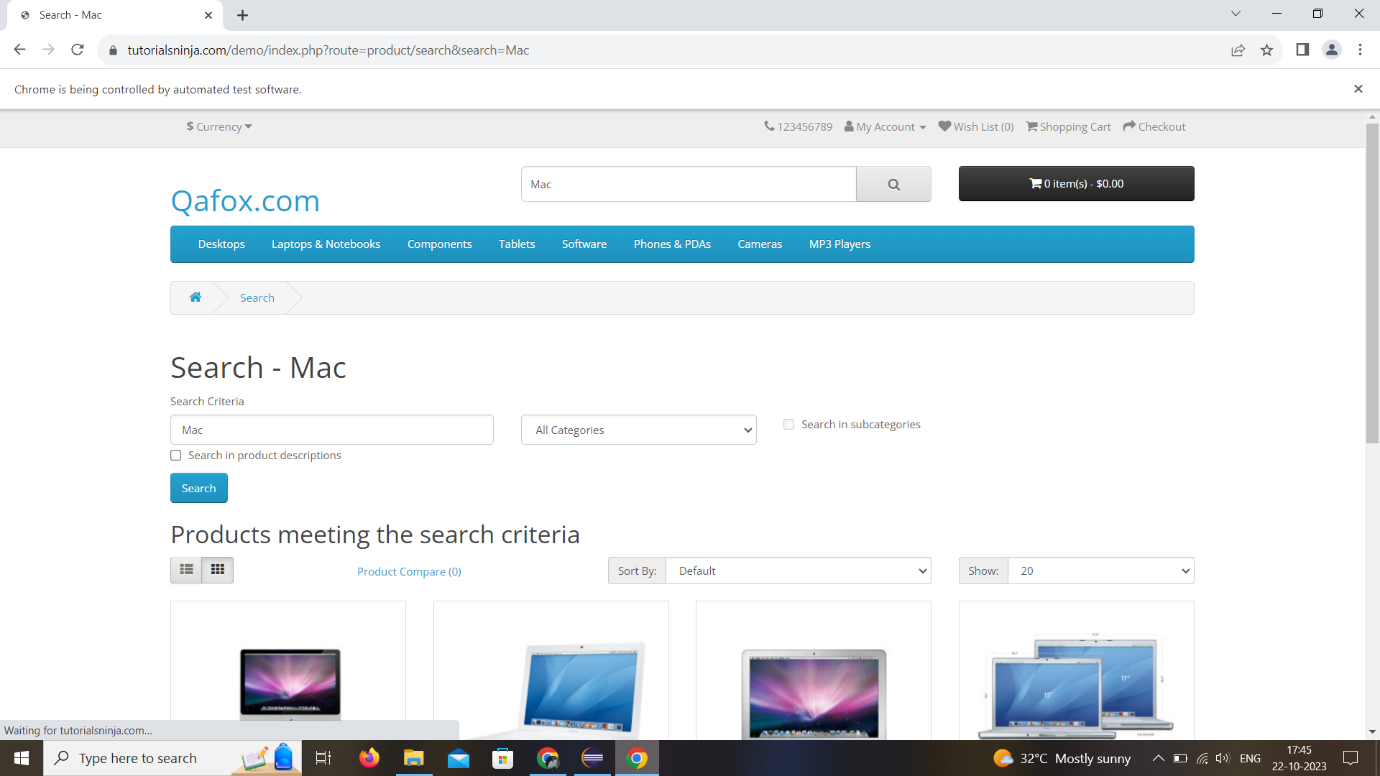 Search - Mac
tutorialsninja.com/demo/index.php?route=product/search&search=Mac
Chrome is being controlled by automated test software.
$ Currency
123456789 My Account Wish List (0) Shopping Cart Checkout
Qafox.com
Mac
0 item(s) - $0.00
Desktops Laptops & Notebooks Components Tablets Software Phones & PDAs Cameras MP3 Players
Search
Search - Mac
Search Criteria
Mac
All Categories
Search in subcategories
Search in product descriptions
Search
Products meeting the search criteria
Product Compare (0)
Sort By: Default
Show: 20
Waiting for tutorialsninja.com...
Type here to search
32°C Mostly sunny
ENG
17:45
22-10-2023